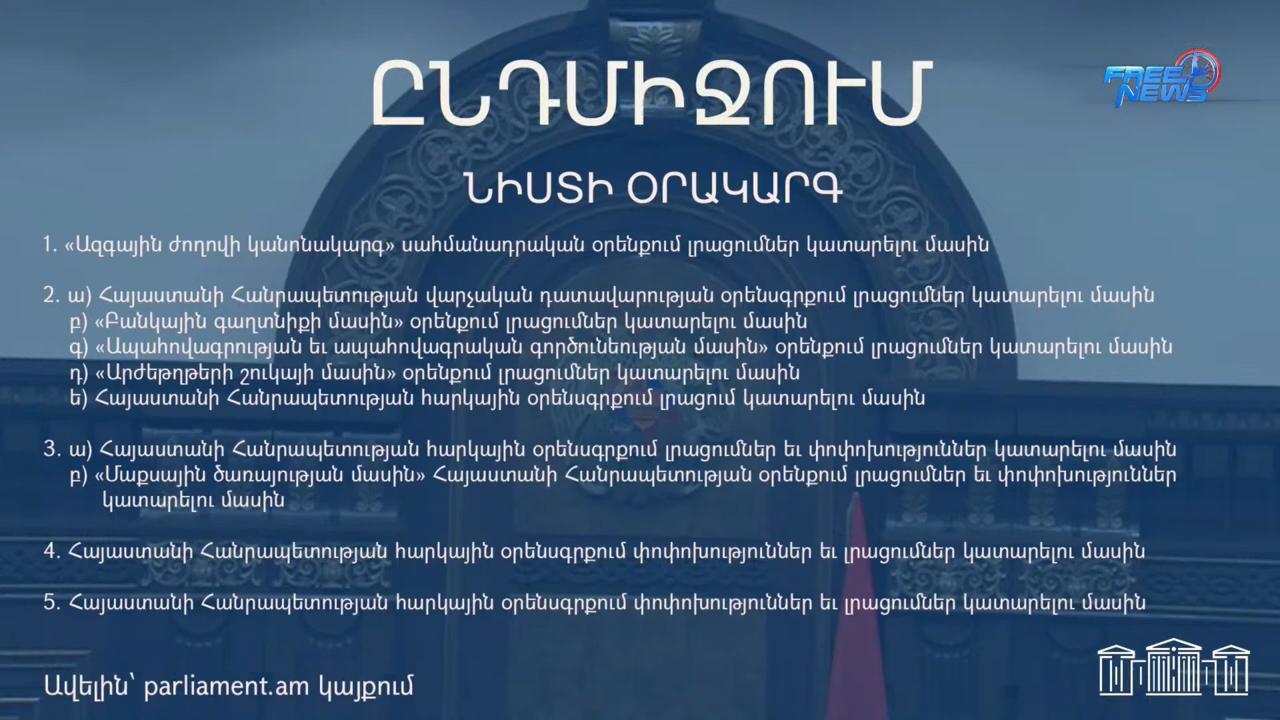 ԸՆԴՄԻՋՈՒՄ
FREE NEWS
ՆԻՍՏԻ ՕՐԱԿԱՐԳ
1. «Ազգային ժողովի կանոնակարգ» սահմանադրական օրենքում լրացումներ կատարելու մասին
2. ա) Հայաստանի Հանրապետության վարչական դատավարության օրենսգրքում լրացումներ կատարելու մասին
բ) «Բանկային գաղտնիքի մասին» օրենքում լրացումներ կատարելու մասին
գ) «Ապահովագրության եւ ապահովագրական գործունեության մասին» օրենքում լրացումներ կատարելու մասին
դ) «Արժեթղթերի շուկայի մասին» օրենքում լրացումներ կատարելու մասին
ե) Հայաստանի Հանրապետության հարկային օրենսգրքում լրացում կատարելու մասին
3. ա) Հայաստանի Հանրապետության հարկային օրենսգրքում լրացումներ եւ փոփոխություններ կատարելու մասին
բ) «Մաքսային ծառայության մասին» Հայաստանի Հանրապետության օրենքում լրացումներ եւ փոփոխություններ
կատարելու մասին
4. Հայաստանի Հանրապետության հարկային օրենսգրքում փոփոխություններ եւ լրացումներ կատարելու մասին
5. Հայաստանի Հանրապետության հարկային օրենսգրքում փոփոխություններ եւ լրացումներ կատարելու մասին
Ավելին՝ parliament.am կայքում